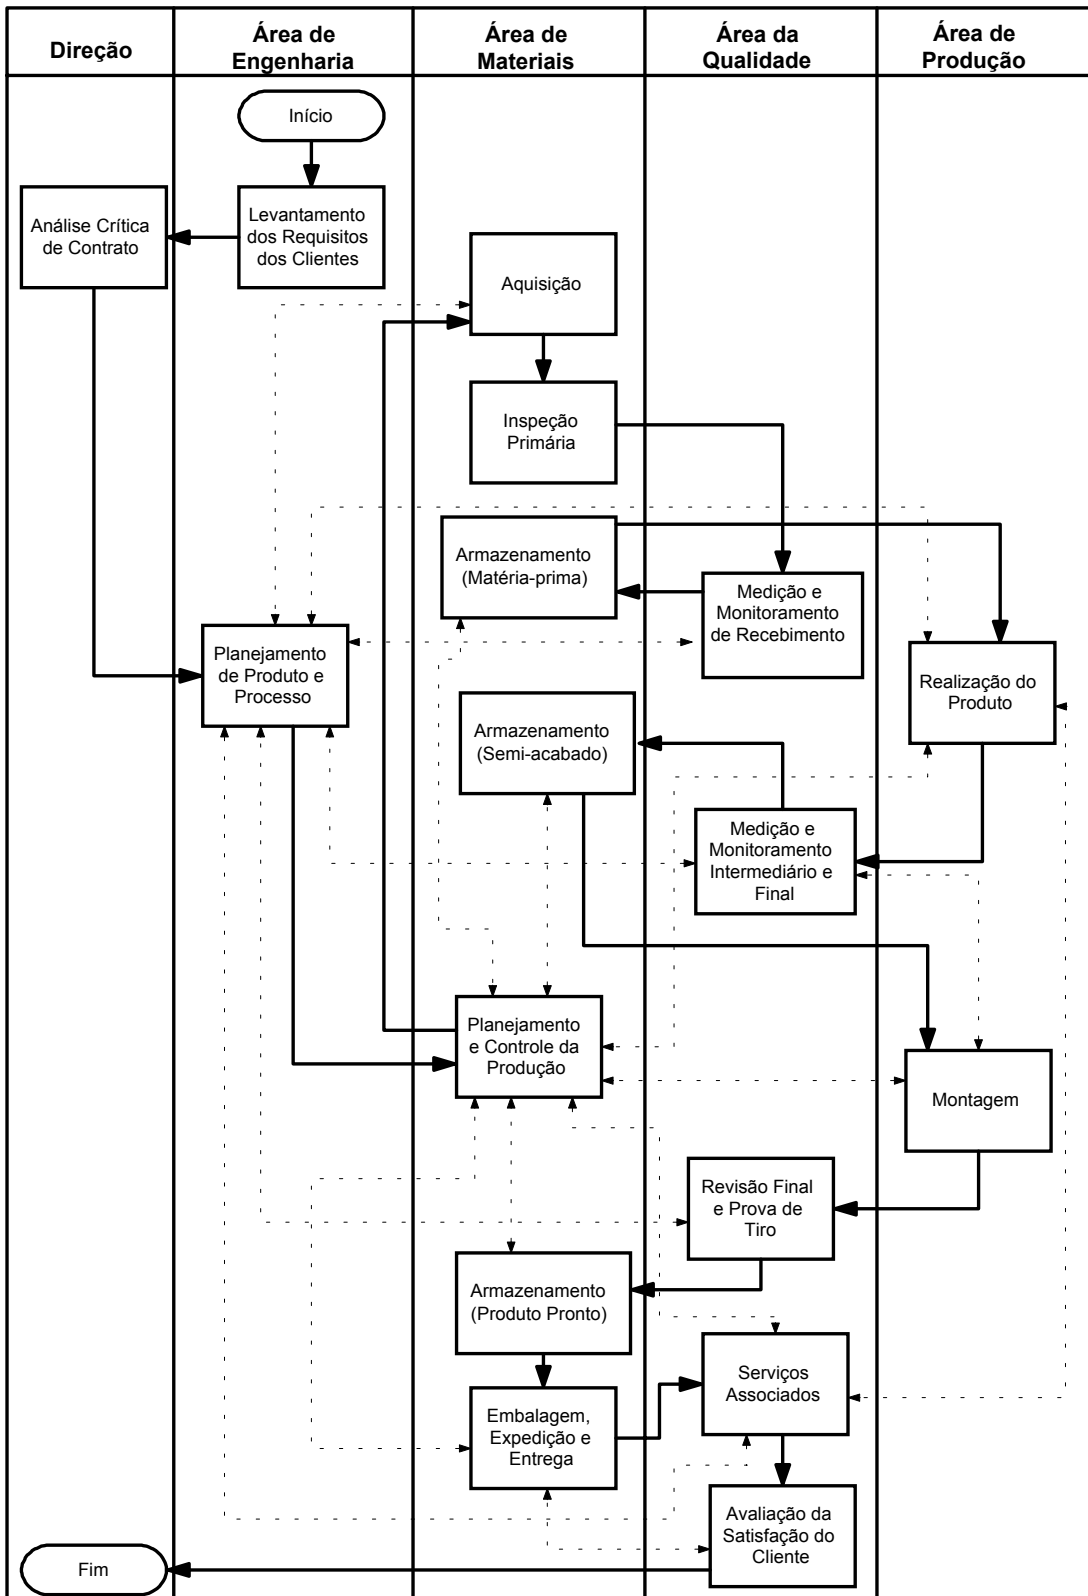 Direção
Área de
Engenharia
Área de
Materiais
Área da
Qualidade
Área de
Produção
Início
Análise Crítica
de Contrato
Levantamento
dos Requisitos
dos Clientes
Aquisição
Inspeção
Primária
Armazenamento
(Matéria-prima)
Medição e
Monitoramento
de Recebimento
Planejamento
de Produto e
Processo
Realização do
Produto
Armazenamento
(Semi-acabado)
Medição e
Monitoramento
Intermediário e
Final
Planejamento
e Controle da
Produção
Montagem
Revisão Final
e Prova de
Tiro
Armazenamento
(Produto Pronto)
Serviços
Associados
Embalagem,
Expedição e
Entrega
Avaliação da
Satisfação do
Cliente
Fim